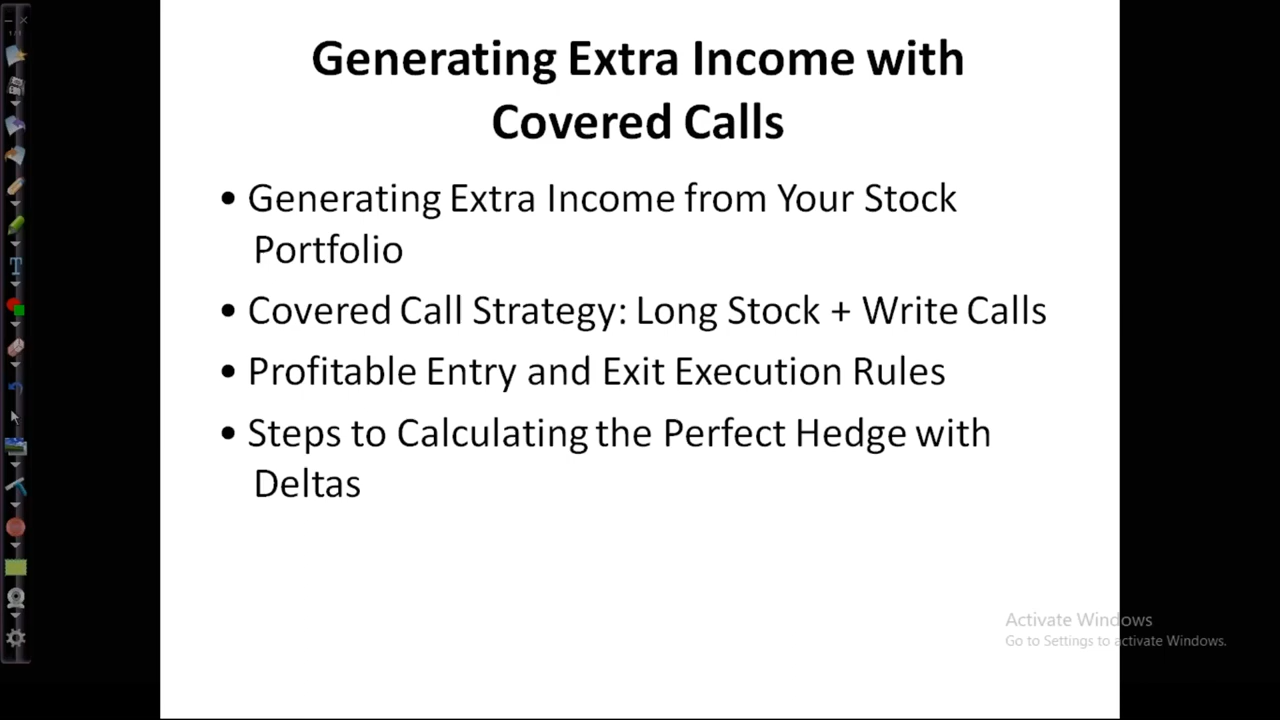 Generating Extra Income with
Covered Calls
• Generating Extra Income from Your Stock
Portfolio
• Covered Call Strategy: Long Stock + Write Calls
• Profitable Entry and Exit Execution Rules
• Steps to Calculating the Perfect Hedge with
Deltas
Activate Windows
Go to Settings to activate Windows.